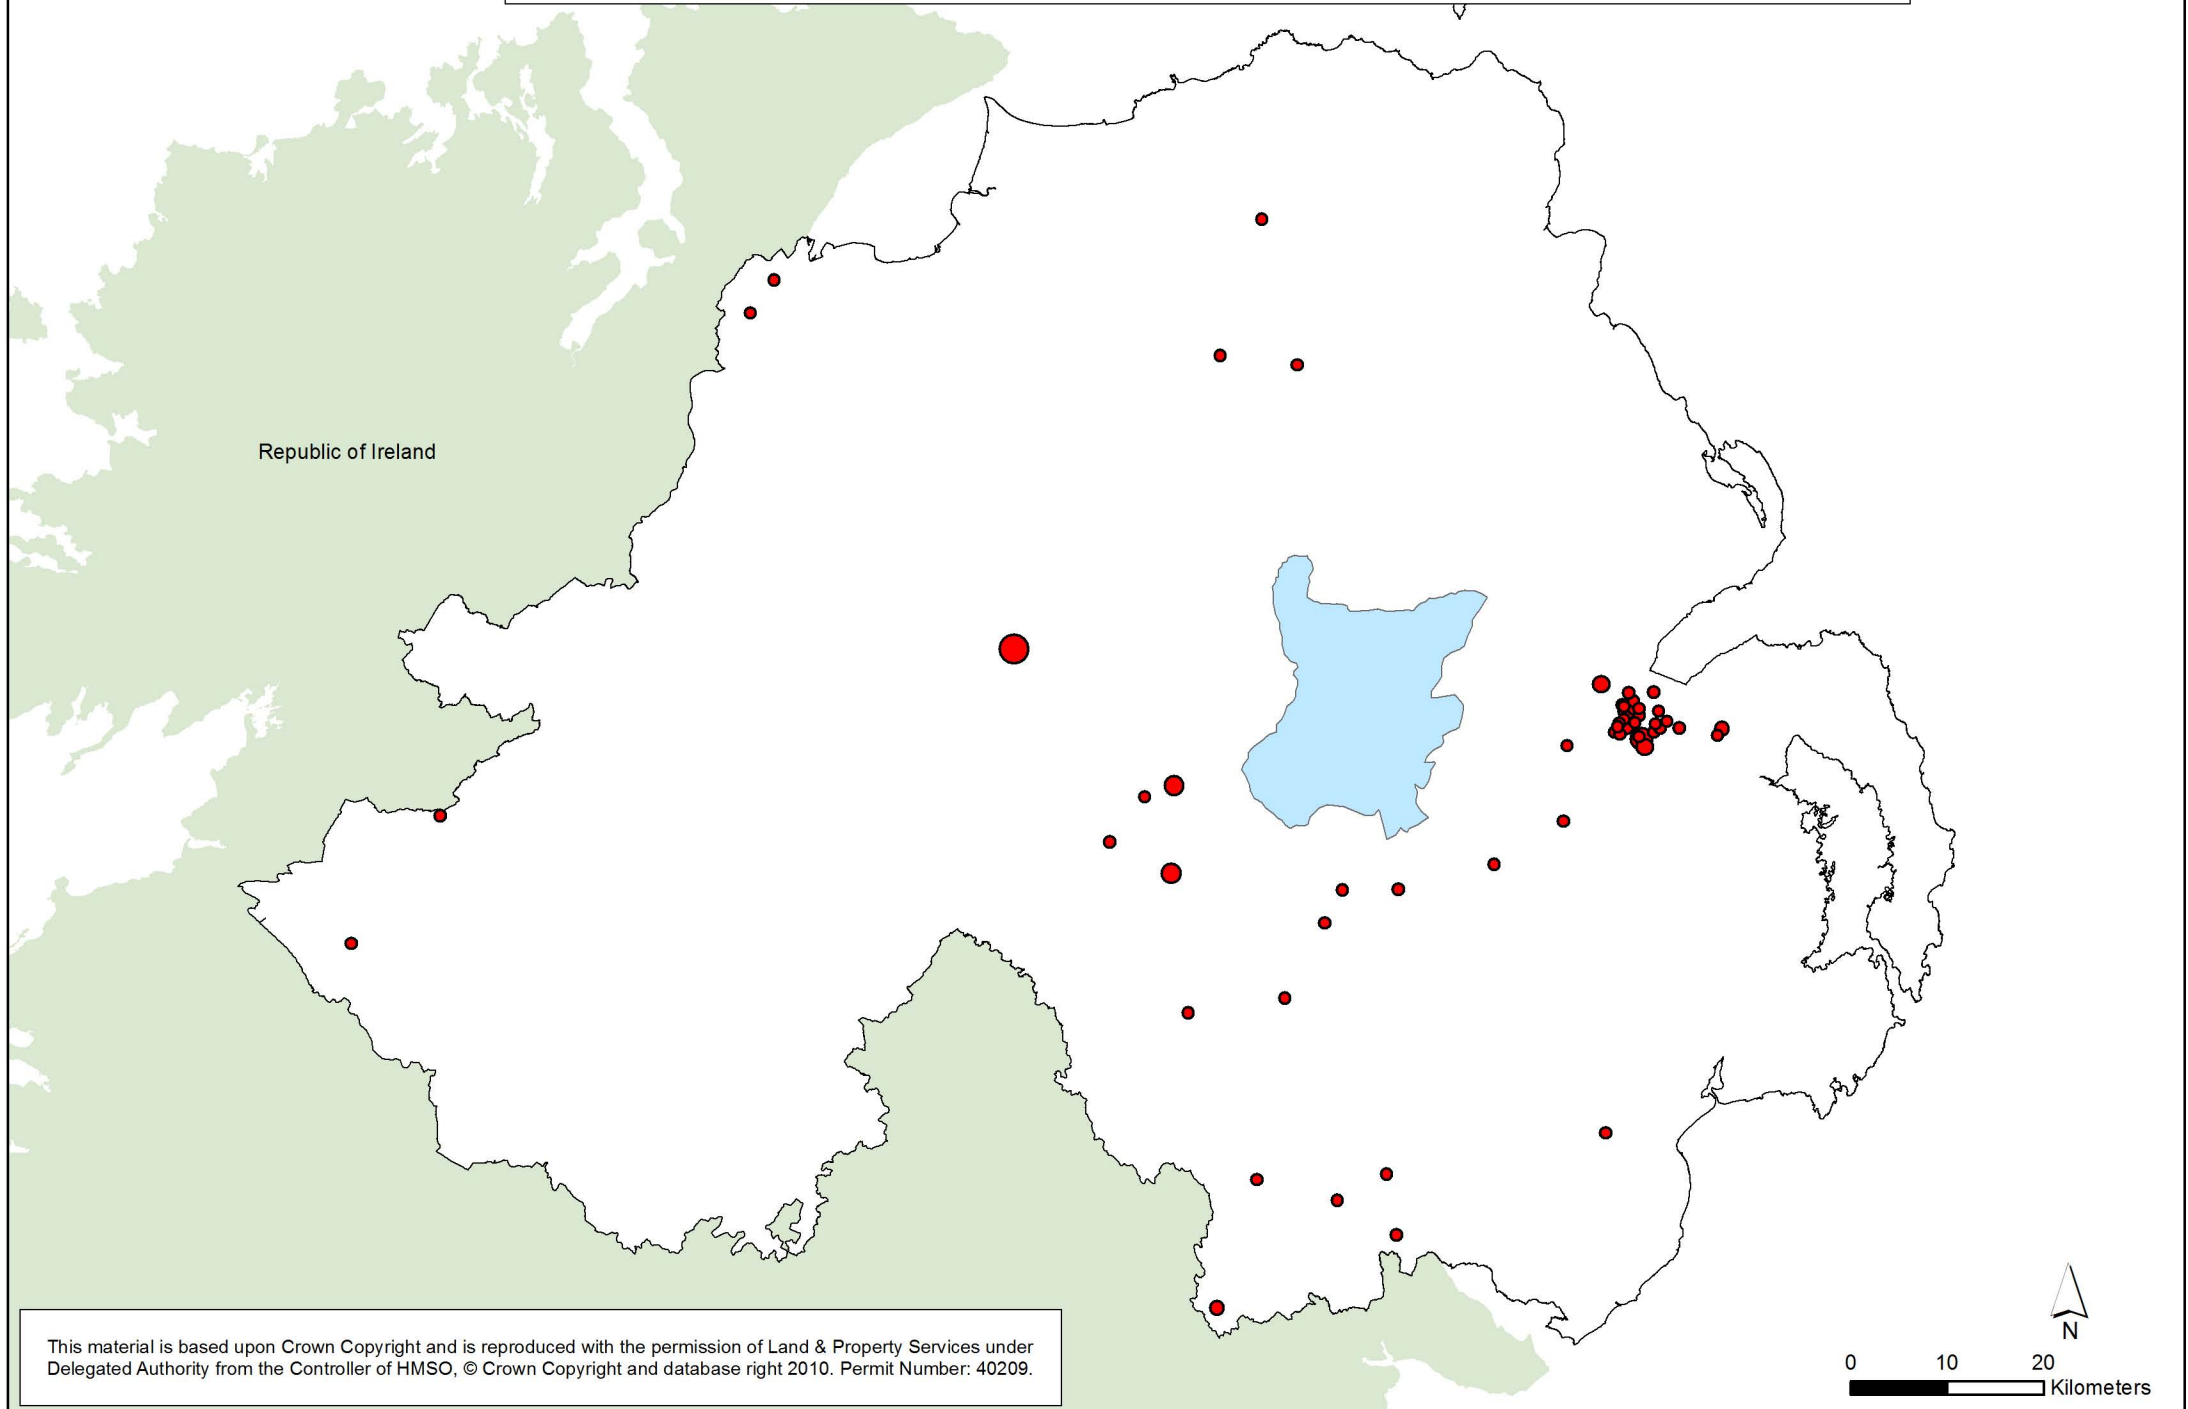 Republic of Ireland
This material is based upon Crown Copyright and is reproduced with the permission of Land & Property Services under
Delegated Authority from the Controller of HMSO, © Crown Copyright and database right 2010. Permit Number: 40209.
N
0 10 20
Kilometers